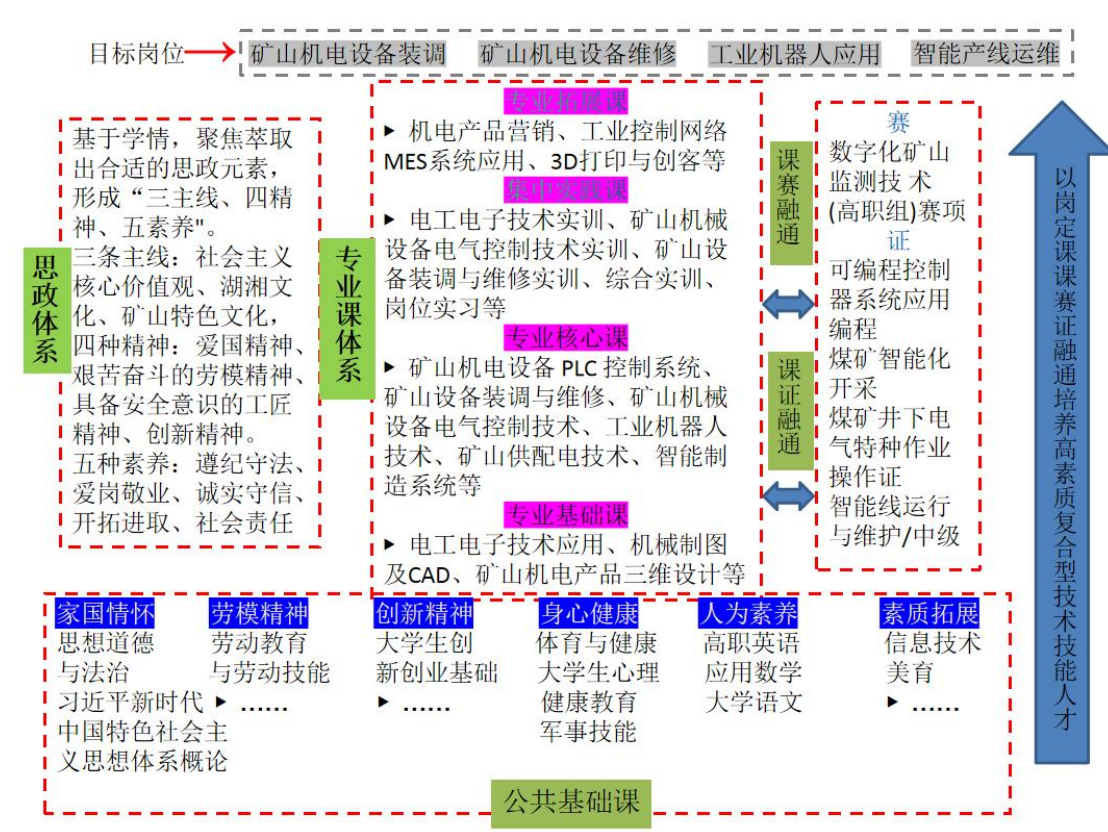 目标岗位
矿山机电设备装调 矿山机电设备维修 工业机器人应用 智能产线运维
思政体系
基于学情，聚焦萃取
出合适的思政元素，
形成“三主线、四精
神、五素养"。
三条主线：社会主义
核心价值观、湖湘文
化、矿山特色文化，
四种精神：爱国精神、
艰苦奋斗的劳模精神、
具备安全意识的工匠
精神、创新精神。
五种素养：遵纪守法、
爱岗敬业、诚实守信、
开拓进取、社会责任
专业课体系
专业拓展课
▶ 机电产品营销、工业控制网络
MES系统应用、3D打印与创客等
集中实践课
▶ 电工电子技术实训、矿山机械
设备电气控制技术实训、矿山设
备装调与维修实训、综合实训、
岗位实习等
专业核心课
▶ 矿山机电设备 PLC 控制系统、
矿山设备装调与维修、矿山机械
设备电气控制技术、工业机器人
技术、矿山供配电技术、智能制
造系统等
专业基础课
▶ 电工电子技术应用、机械制图
及CAD、矿山机电产品三维设计等
课赛融通
课证融通
赛
数字化矿山
监测技 术
(高职组)赛项
证
可编程控制
器系统应用
编程
煤矿智能化
开采
煤矿井下电
气特种作业
操作证
智能线运行
与维护/中级
以岗定课课赛证融通培养高素质复合型技术技能人才
家国情怀
思想道德
与法治
习近平新时代
中国特色社会主
义思想体系概论
劳模精神
劳动教育
与劳动技能
▶ ……
创新精神
大学生创
新创业基础
▶ ……
身心健康
体育与健康
大学生心理
健康教育
军事技能
人为素养
高职英语
应用数学
大学语文
素质拓展
信息技术
美育
▶ ……
公共基础课